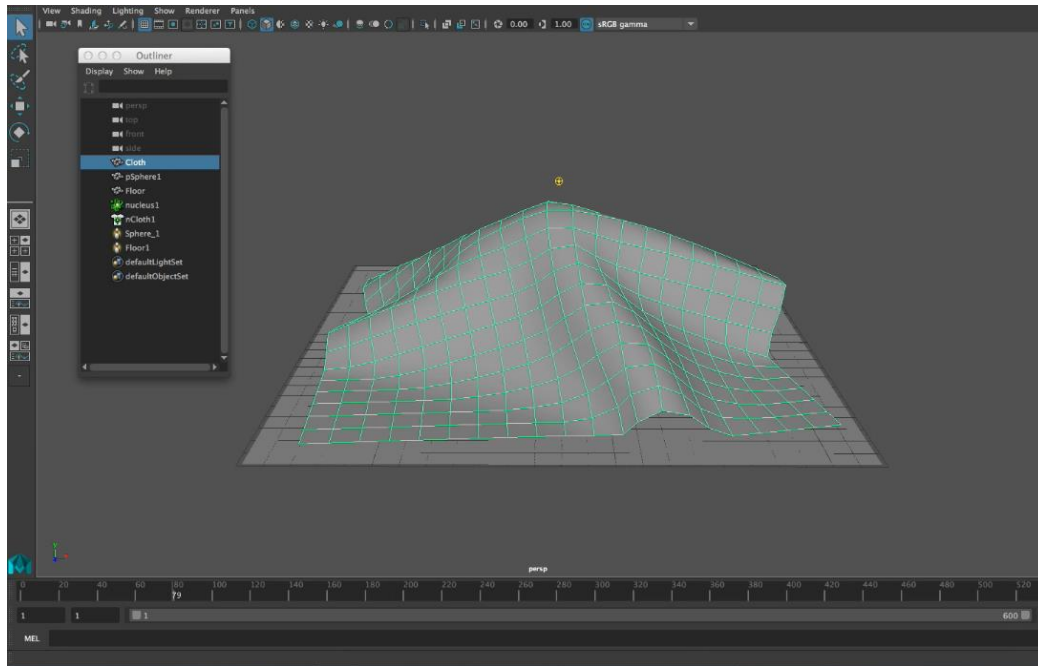 View Shading Lighting Show Renderer Panels
0.00 1.00 sRGB gamma
Outliner
Display Show Help
persp
top
front
side
Cloth
pSphere1
Floor
nucleus1
nCloth1
Sphere_1
Floor1
defaultLightSet
defaultObjectSet
Y
persp
0 20 40 60 80 100 120 140 160 180 200 220 240 260 280 300 320 340 360 380 400 420 440 460 480 500 520
79
1 1 1 600
MEL